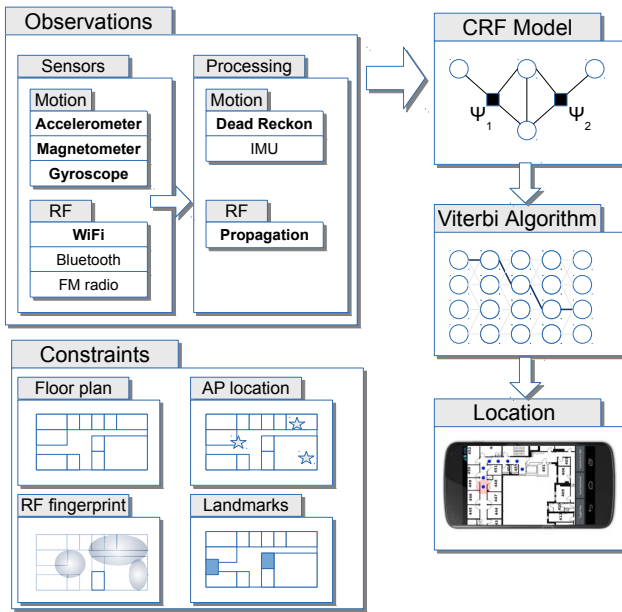 Observations
Sensors
Motion
Accelerometer
Magnetometer
Gyroscope
RF
WiFi
Bluetooth
FM radio
Processing
Motion
Dead Reckon
IMU
RF
Propagation
CRF Model
Ψ1
Ψ2
Viterbi Algorithm
Location
Constraints
Floor plan
AP location
RF fingerprint
Landmarks